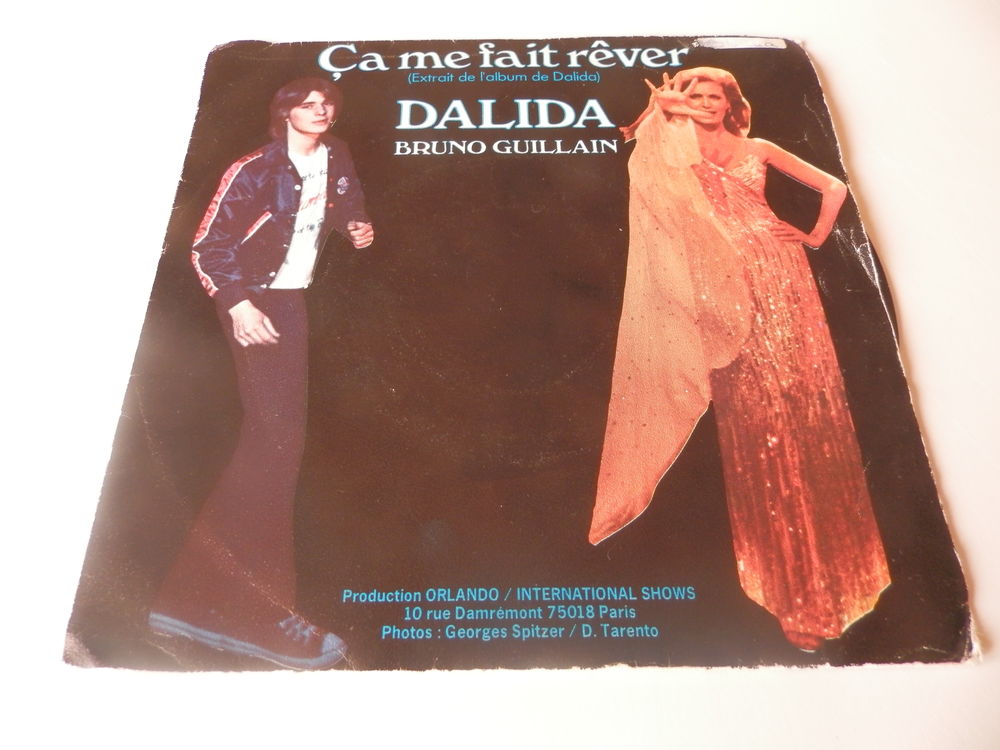 Ça me fait rêver
(Extrait de l'album de Dalida)
DALIDA
BRUNO GUILLAIN
Production ORLANDO / INTERNATIONAL SHOWS
10 rue Damrémont 75018 Paris
Photos : Georges Spitzer / D. Tarento